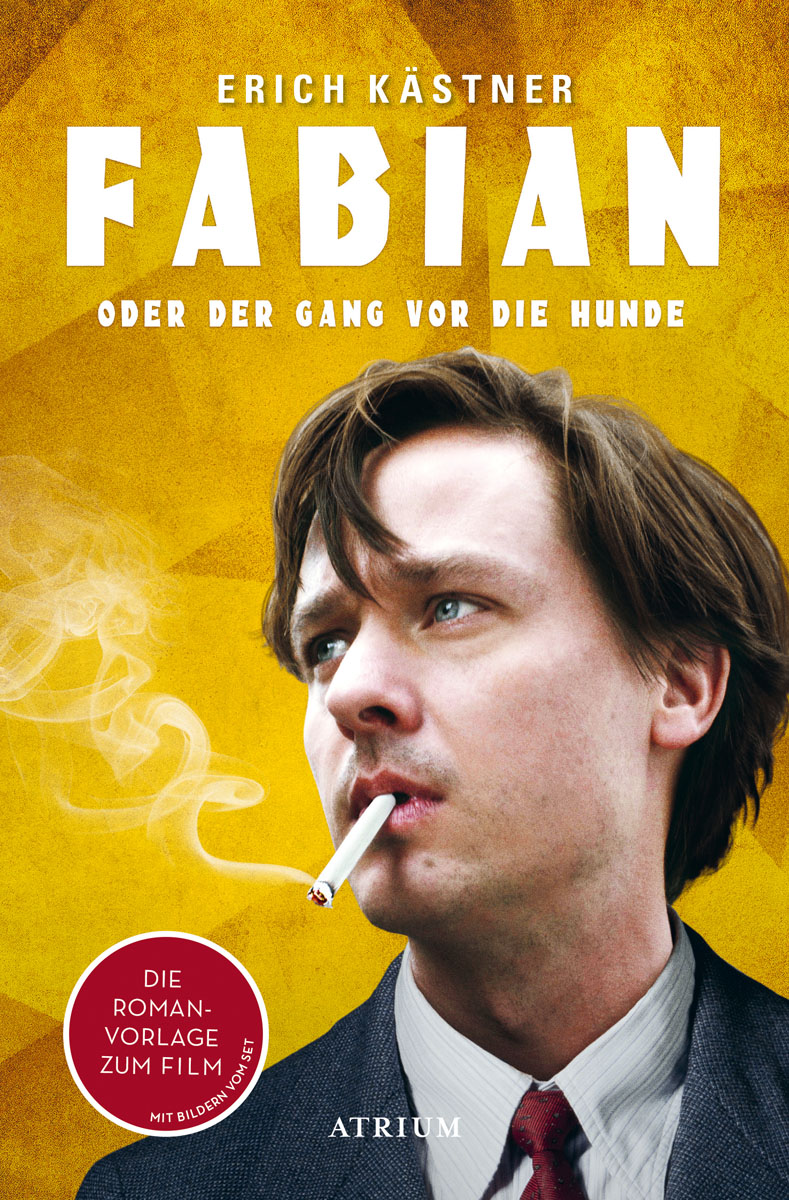 ERICH KÄSTNER
FABIAN
ODER DER GANG VOR DIE HUNDE
DIE
ROMAN-
VORLAGE
ZUM FILM
MIT BILDERN VOM SET
ATRIUM